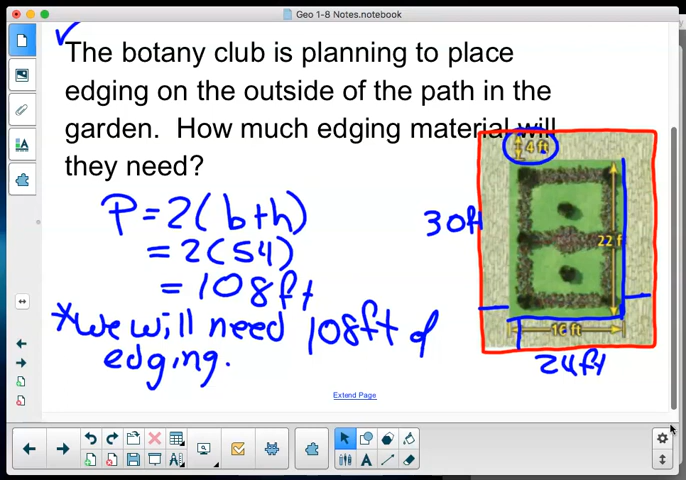 Geo 1-8 Notes.notebook
The botany club is planning to place
edging on the outside of the path in the
garden. How much edging material will
they need?
4 ft
P=2(b+h)
=2(54)
=108ft
30ft
22 f
*we will need 108ft of
edging.
16 ft
24ft
Extend Page